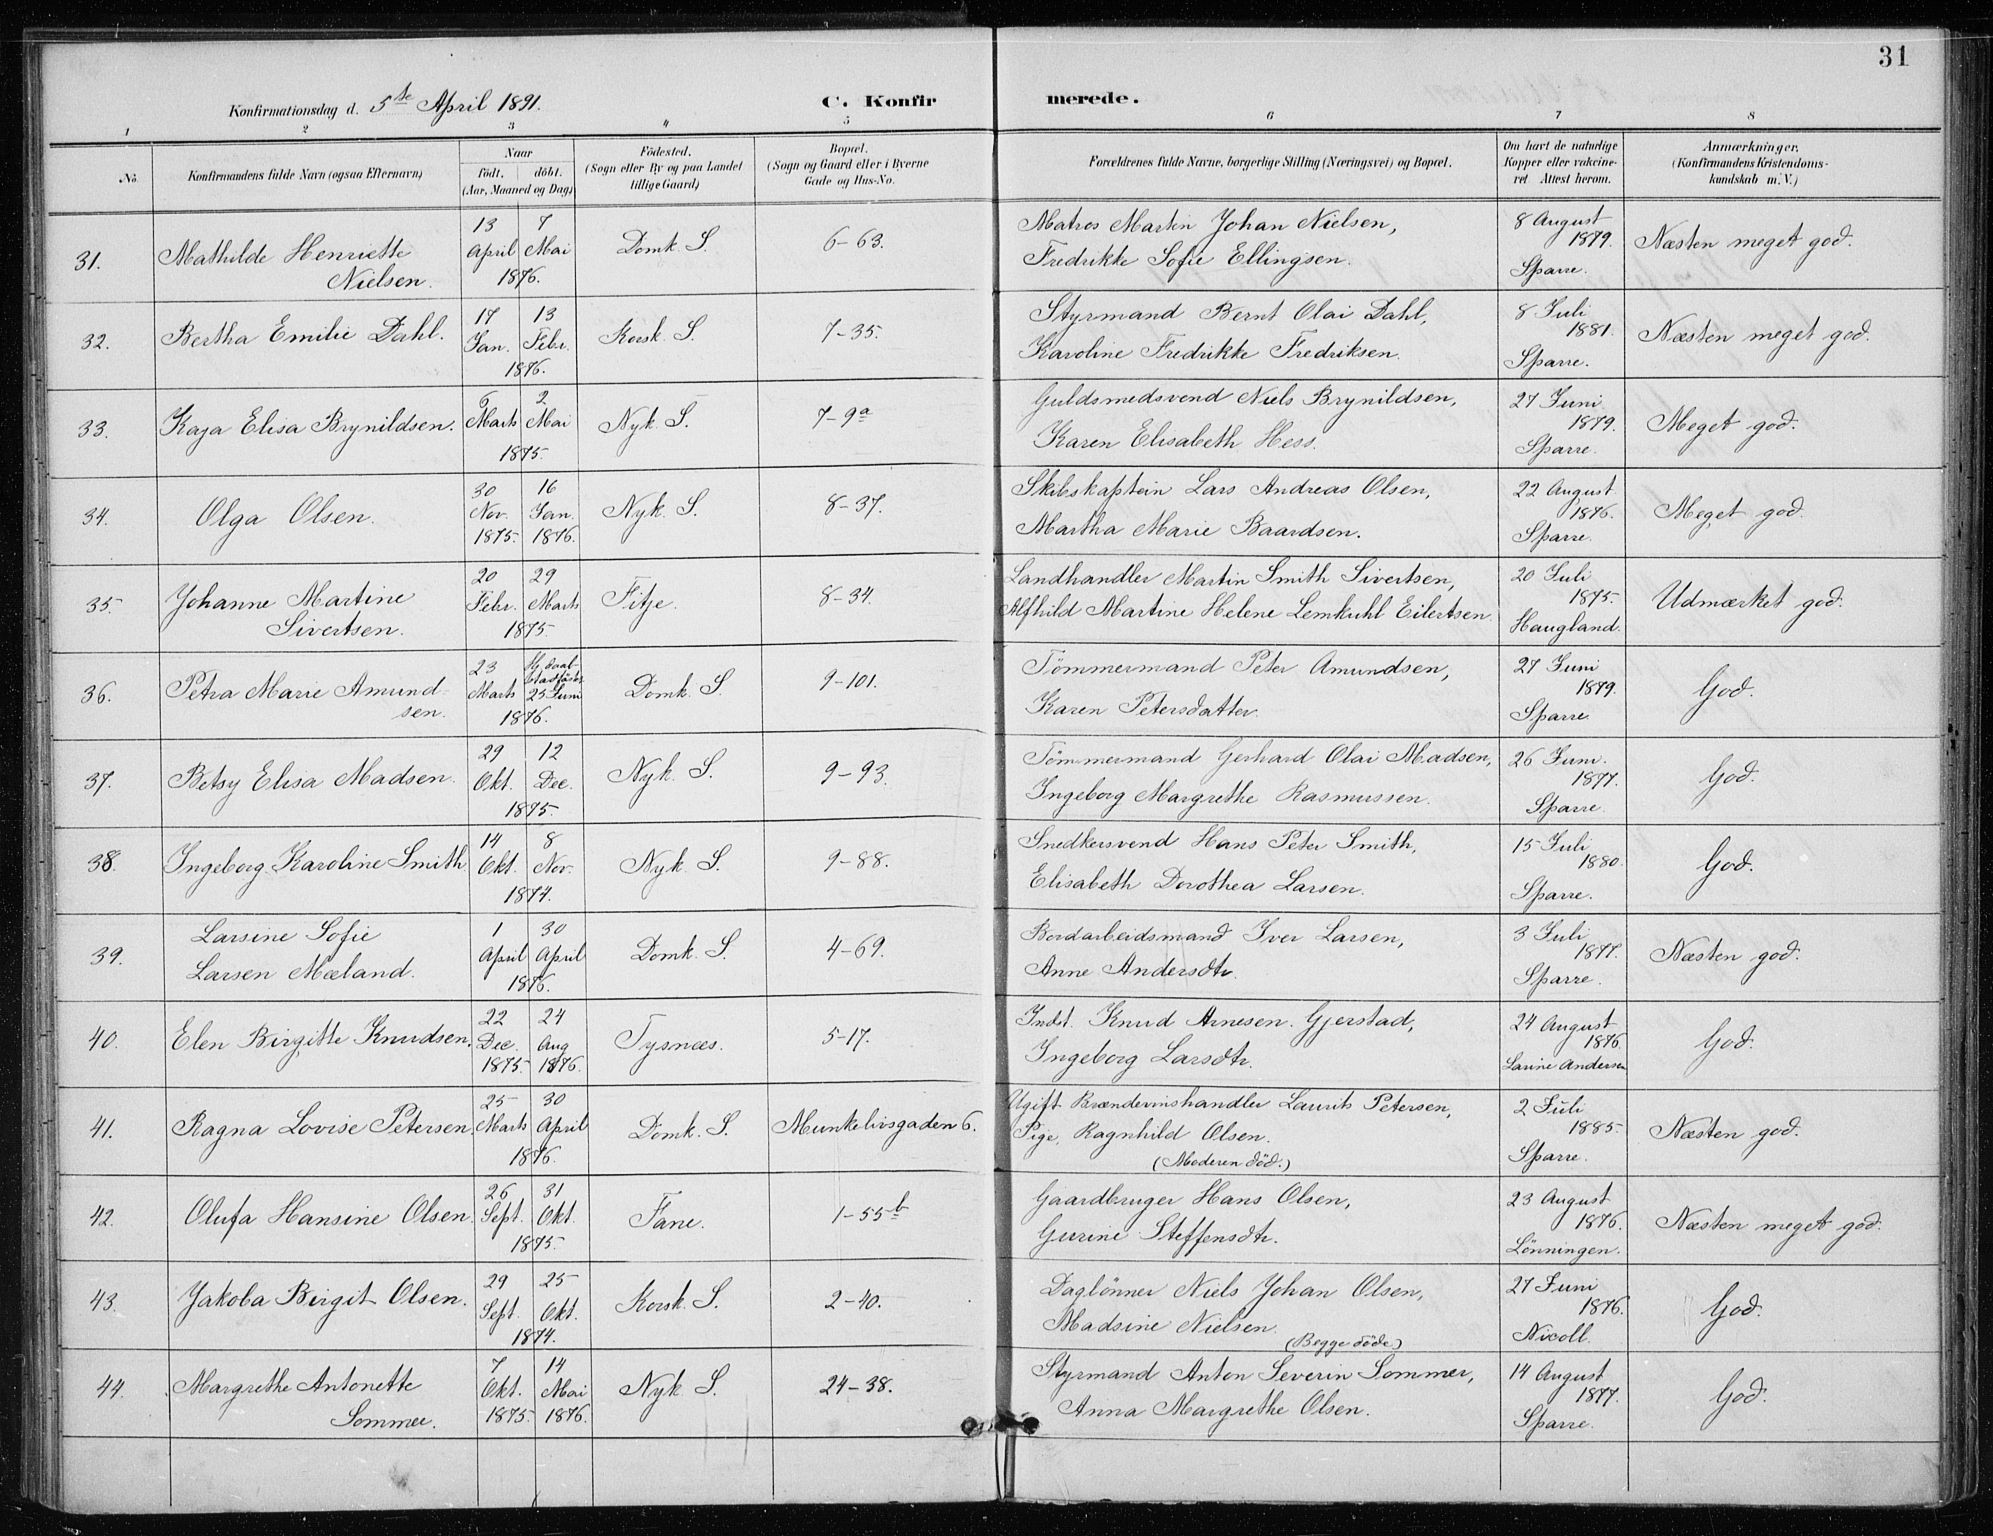 31
Konfirmationsdag d. 5te April 1891.
C. Konfirmerede.
1 2 3 4 5 6 7 8
No.
Konfirmandens fulde Navn (ogsaa Efternavn)
Naar
født. döbt.
(Aar, Maaned og Dag)
Födested.
(Sogn eller By og paa Landet
tillige Gaard)
Bopæl.
(Sogn og Gaard eller i Byerne
Gade og Hus-No.
Forældrenes fulde Navne, borgerlige Stilling (Næringsvei) og Bopæl.
Om havt de naturlige
Kopper eller vakcine-
ret Attest herom.
Anmærkninger,
(Konfirmandens Kristendoms-
kundskab m. V.)
31. Mathilde Henriette
Nielsen.
13 April 7 Mai
1876.
Domk. S.
6-63.
Matros Martin Johan Nielsen,
Fredrikke Sofie Ellingsen.
8 August
1879.
Sparre.
Næsten meget god.
32. Bertha Emilie Dahl.
17 Jan. 13 Febr.
1876.
Korsk. S.
7-35.
Styrmand Bernt Olai Dahl,
Karoline Fredrikke Fredriksen.
8 Juli
1881.
Sparre.
Næsten meget god.
33. Kaja Elisa Brynildsen.
Marts 2 Mai
1875.
Nyk. S.
7-9a
Guldsmedsvend Niels Brynildsen,
Karen Elisabeth Hess.
27 Juni
1879.
Sparre.
Meget god.
34. Olga Olsen.
30 Nov. 1875. 16 Jan. 1876.
Nyk. S.
8-37.
Skibskaptein Lars Andreas Olsen,
Martha Marie Baardsen.
22 August
1876.
Sparre.
Meget god.
35. Johanne Martine
Sivertsen.
20 Febr. 29 Marts
1875.
Fitje.
8-34.
Landhandler Martin Smith Sivertsen,
Alfhild Martine Helene Lemkuhl Eilertsen.
20 Juli
1875.
Haugland.
Udmærket god.
36. Petra Marie Amund-
sen.
23 Marts Hj. daab
25 Juni
1876.
Domk. S.
9-101.
Tömmermand Peter Amundsen,
Karen Petersdatter.
27 Juni
1879.
Sparre.
God.
37. Betsy Elisa Madsen.
29 Okt. 12 Dec.
1875.
Nyk. S.
9-93.
Tömmermand Gerhard Olai Madsen,
Ingeborg Margrethe Rasmussen.
26 Juni.
1877.
Sparre.
God.
38. Ingeborg Karoline Smith.
14 Okt. 8 Nov.
1874.
Nyk. S.
9-88.
Snedkersvend Hans Peter Smith,
Elisabeth Dorothea Larsen.
15 Juli
1880.
Sparre.
God.
39. Larsine Sofie
Larsen Mæland.
1 April 30 April
1876.
Domk. S.
4-69.
Bordarbeidsmand Iver Larsen,
Anne Andersdtr.
3 Juli
1877.
Sparre.
Næsten god.
40. Elen Birgitte Knudsen.
22 Dec. 1875. 24 Aug 1876.
Tysnæs.
5-17.
Indst. Knud Arnesen Gjerstad,
Ingeborg Larsdtr.
24 August
1876.
Larine Andersen
God.
41. Ragna Lovise Petersen.
25 Marts 30 April
1876.
Domk. S.
Munkelivsgaden 6.
Ugift Brændevinshandler Laurits Petersen,
Pige, Ragnhild Olsen.
(Moderen död.)
2 Juli
1885.
Sparre.
Næsten god.
42. Olufa Hansine Olsen.
26 Sept. 31 Okt.
1875.
Fane.
1-55b
Gaardbruger Hans Olsen,
Gurine Steffensdtr.
23 August
1876.
Lönningen.
Næsten meget god.
43. Jakoba Birgit Olsen.
29 Sept. 25 Okt.
1874.
Korsk. S.
2-40.
Daglönner Niels Johan Olsen,
Madsine Nielsen.
(Begge döde)
27 Juni
1876.
Nicoll.
God.
44. Margrethe Antonette
Sommer.
7 Okt. 1875. 14 Mai 1876.
Nyk S.
24-38.
Styrmand Anton Severin Sommer,
Anna Margrethe Olsen.
14 August
1877.
Sparre.
God.